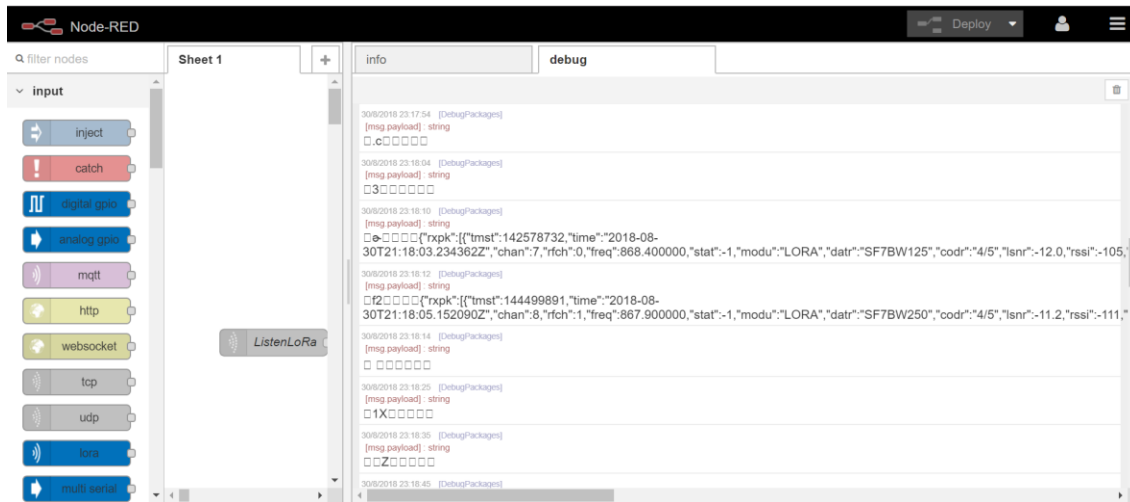 Node-RED
Deploy
filter nodes
Sheet 1
+
info
debug
input
inject
catch
digital gpio
analog gpio
mqtt
http
websocket
tcp
udp
lora
multi serial
ListenLoRa
30/8/2018 23:17:54 [DebugPackages]
[msg.payload] : string
□.c□□□□□
30/8/2018 23:18:04 [DebugPackages]
[msg.payload] : string
□3□□□□□□
30/8/2018 23:18:10 [DebugPackages]
[msg.payload] : string
□□□□{"rxpk":[{"tmst":142578732,"time":"2018-08-
30T21:18:03.234362Z","chan":7,"rfch":0,"freq":868.400000,"stat":-1,"modu":"LORA","datr":"SF7BW125","codr":"4/5","lsnr":-12.0,"rssi":-105,"
30/8/2018 23:18:12 [DebugPackages]
[msg.payload] : string
□f2□□□□{"rxpk":[{"tmst":144499891,"time":"2018-08-
30T21:18:05.152090Z","chan":8,"rfch":1,"freq":867.900000,"stat":-1,"modu":"LORA","datr":"SF7BW250","codr":"4/5","lsnr":-11.2,"rssi":-111,"
30/8/2018 23:18:14 [DebugPackages]
[msg.payload] : string
□ □□□□□□
30/8/2018 23:18:25 [DebugPackages]
[msg.payload] : string
□1X□□□□□
30/8/2018 23:18:35 [DebugPackages]
[msg.payload] : string
□□Z□□□□□
30/8/2018 23:18:45 [DebugPackages]